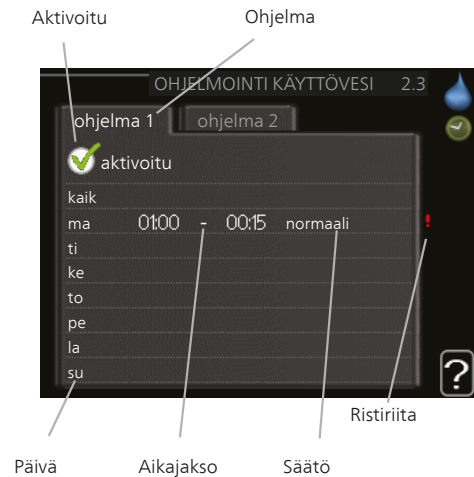 Aktivoitu Ohjelma
OHJELMOINTI KÄYTTÖVESI 2.3
ohjelma 1 ohjelma 2
aktivoitu
kaik
ma 01:00 - 00:15 normaali !
ti
ke
to
pe
la
su
?
Ristiriita
Päivä Aikajakso Säätö